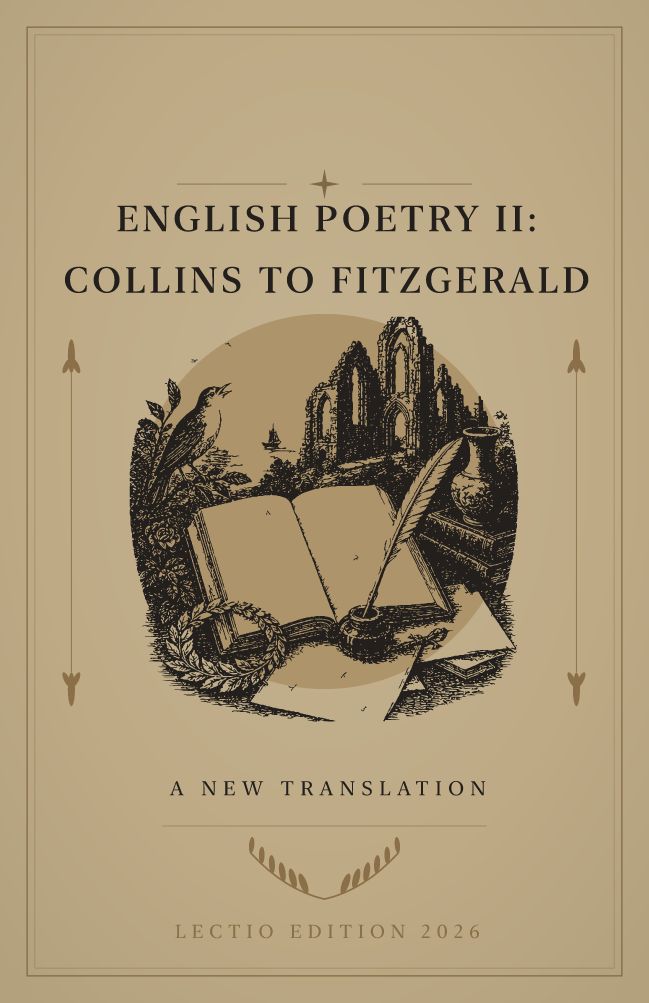 ENGLISH POETRY II:
COLLINS TO FITZGERALD
A NEW TRANSLATION
LECTIO EDITION 2026